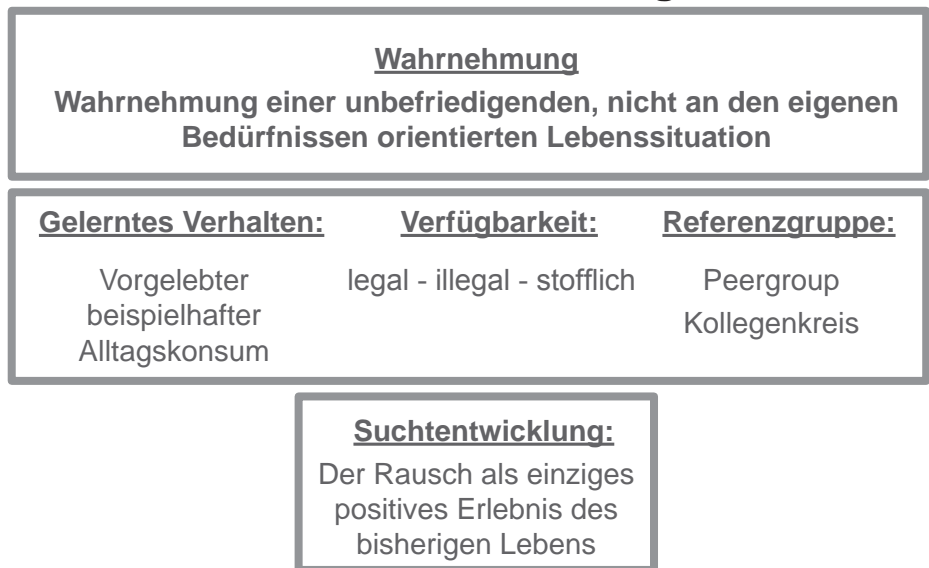 Wahrnehmung
Wahrnehmung einer unbefriedigenden, nicht an den eigenen
Bedürfnissen orientierten Lebenssituation
Gelerntes Verhalten:
Vorgelebter
beispielhafter
Alltagskonsum
Verfügbarkeit:
legal - illegal - stofflich
Referenzgruppe:
Peergroup
Kollegenkreis
Suchtentwicklung:
Der Rausch als einziges
positives Erlebnis des
bisherigen Lebens